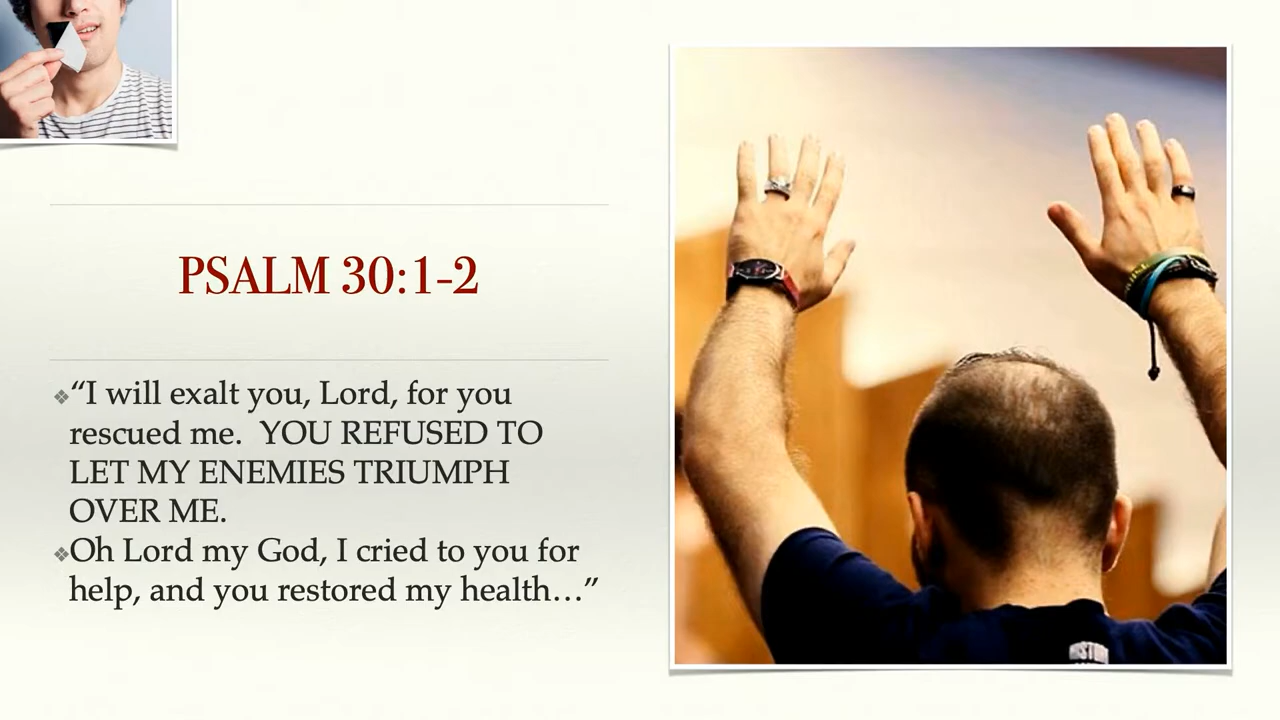 PSALM 30:1-2
❖“I will exalt you, Lord, for you
rescued me.  YOU REFUSED TO
LET MY ENEMIES TRIUMPH
OVER ME.
❖Oh Lord my God, I cried to you for
help, and you restored my health…”